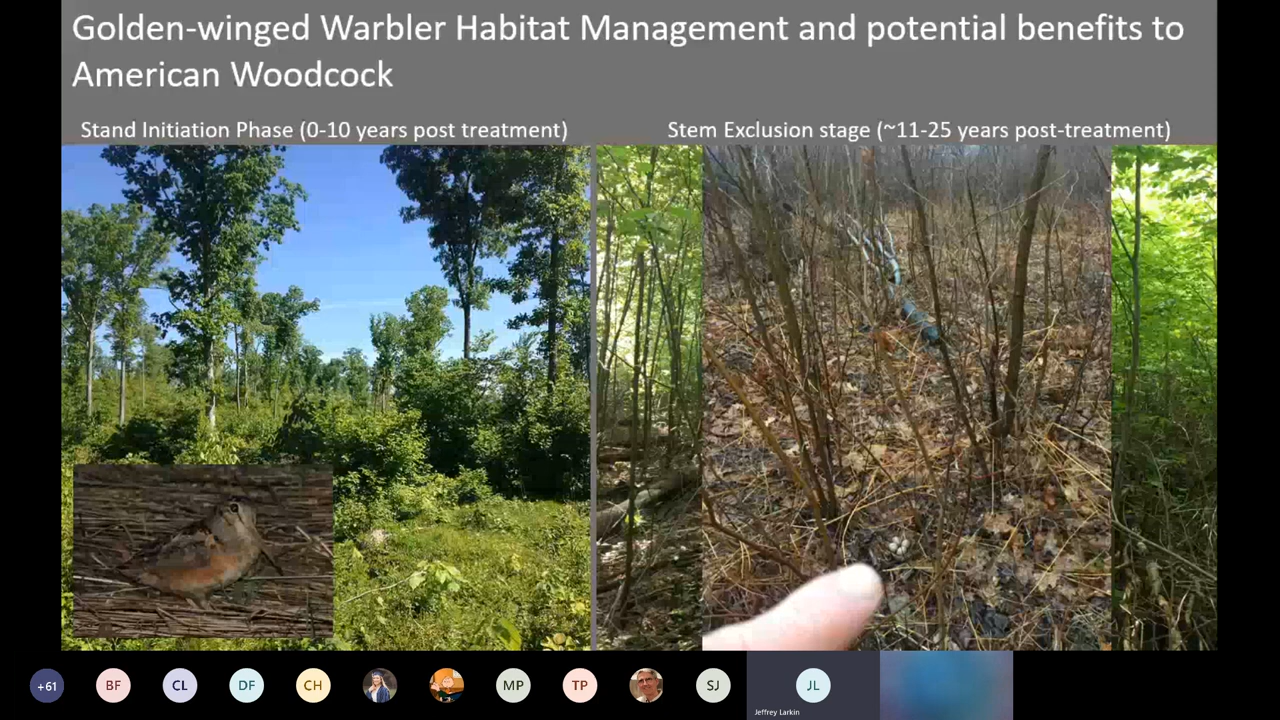 Golden-winged Warbler Habitat Management and potential benefits to
American Woodcock
Stand Initiation Phase (0-10 years post treatment)
Stem Exclusion stage (~11-25 years post-treatment)
+61
BF
CL
DF
CH
MP
TP
SJ
JL
Jeffrey Larkin